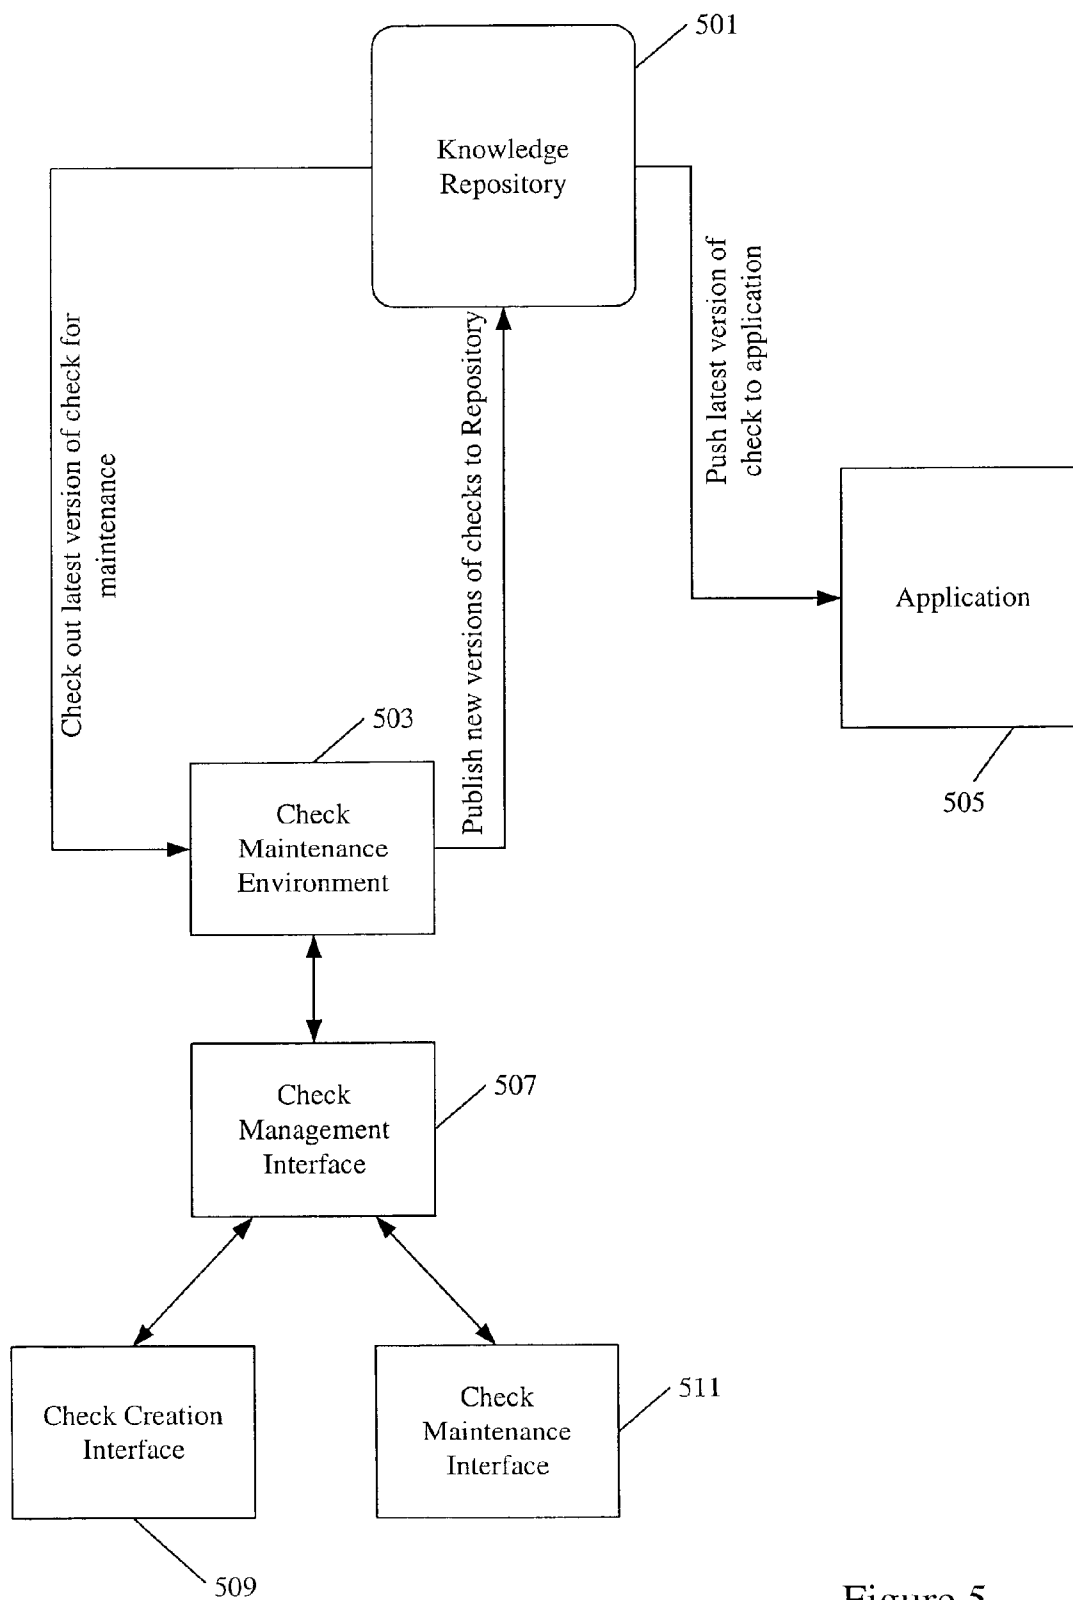 501
Knowledge
Repository
Check out latest version of check for
maintenance
Publish new versions of checks to Repository
Push latest version of
check to application
Application
505
503
Check
Maintenance
Environment
507
Check
Management
Interface
Check Creation
Interface
509
511
Check
Maintenance
Interface
Figure 5